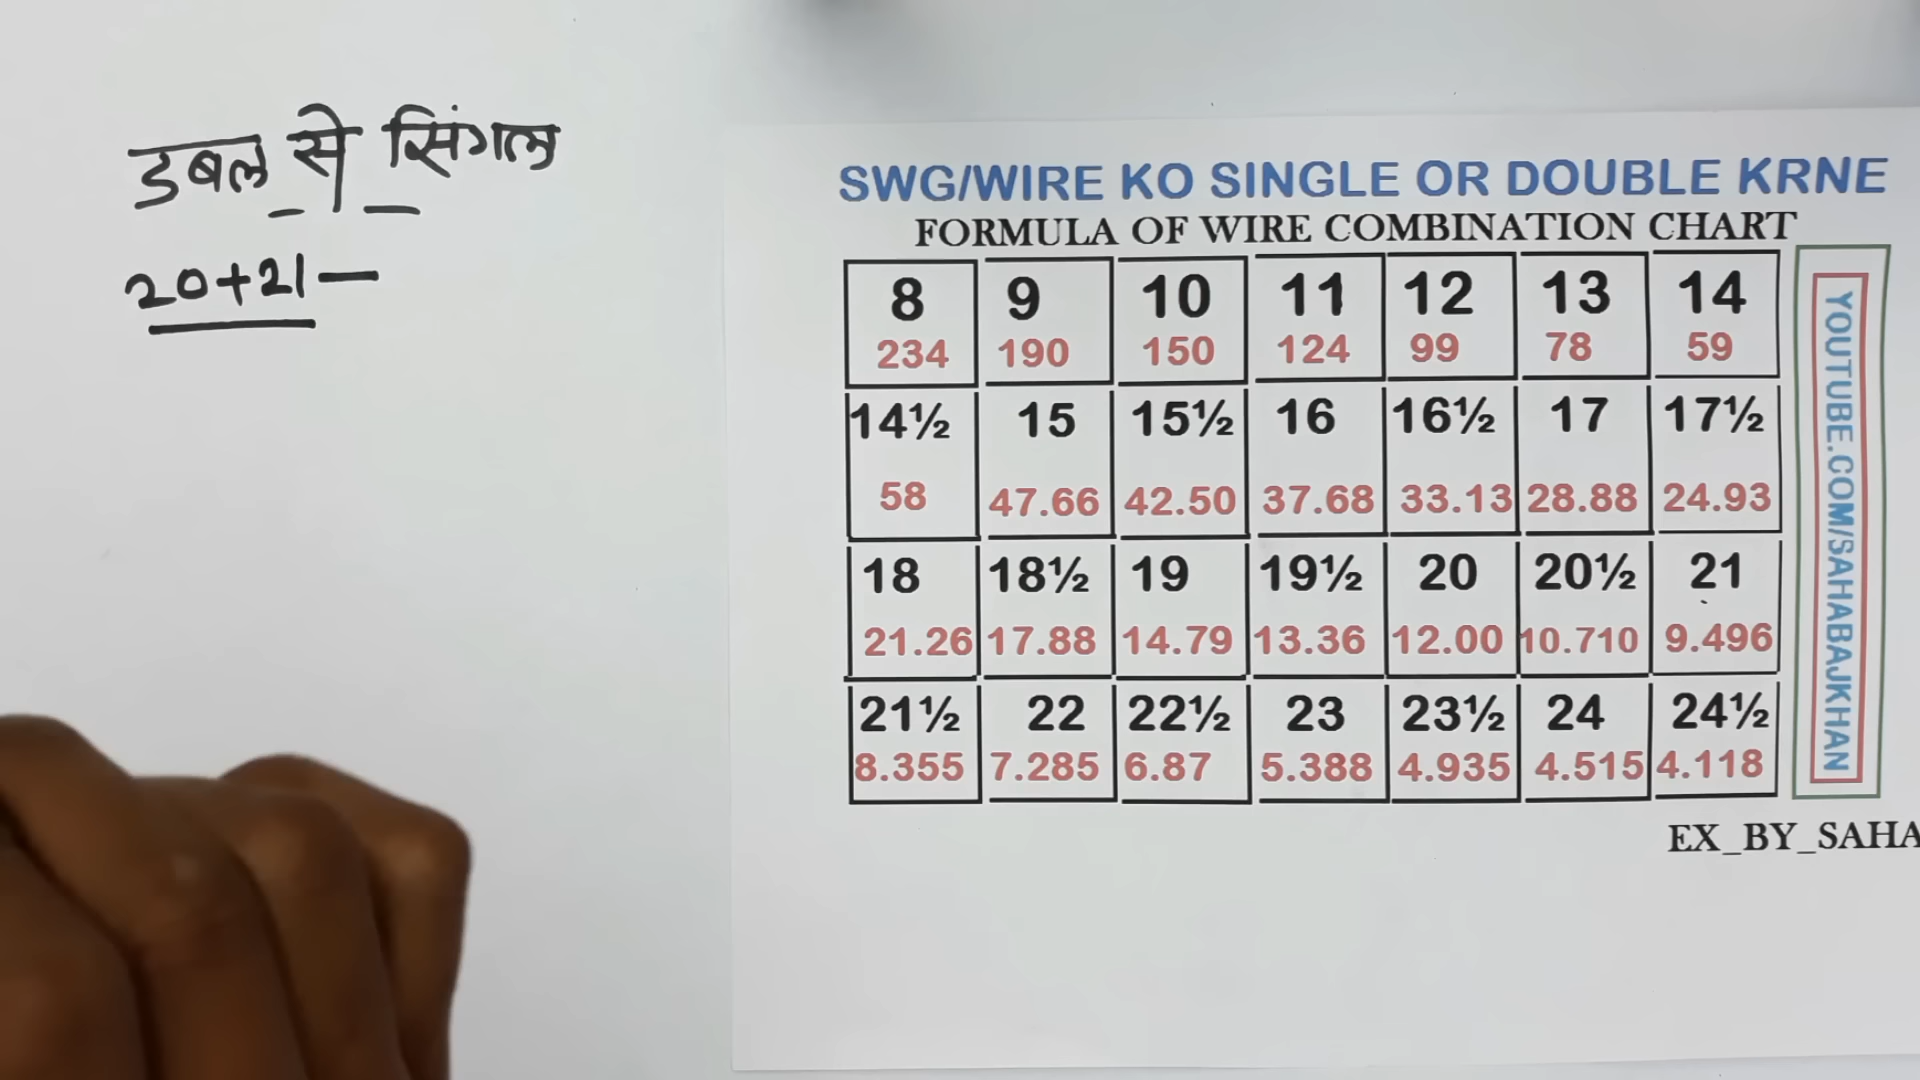 डबल से सिंगल
20+21—
SWG/WIRE KO SINGLE OR DOUBLE KRNE
FORMULA OF WIRE COMBINATION CHART
8 9 10 11 12 13 14
234 190 150 124 99 78 59
14½ 15 15½ 16 16½ 17 17½
58 47.66 42.50 37.68 33.13 28.88 24.93
18 18½ 19 19½ 20 20½ 21
21.26 17.88 14.79 13.36 12.00 10.710 9.496
21½ 22 22½ 23 23½ 24 24½
8.355 7.285 6.87 5.388 4.935 4.515 4.118
YOUTUBE.COM/SAHABAJKHAN
EX_BY_SAHA